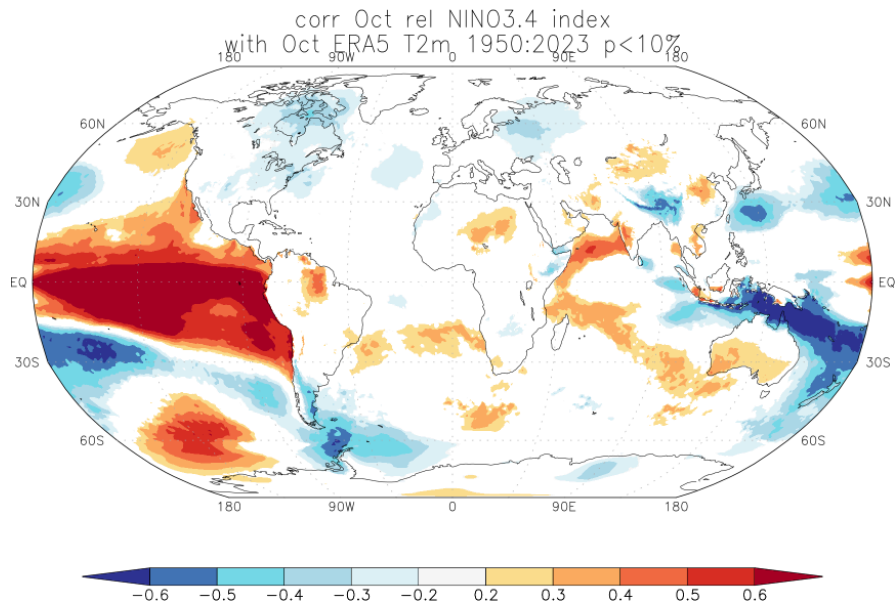 corr Oct rel NINO3.4 index
with Oct ERA5 T2m 1950:2023 p<10%
180 90W 0 90E 180
60N 60N
30N 30N
EQ EQ
30S 30S
60S 60S
180 90W 0 90E 180
-0.6 -0.5 -0.4 -0.3 -0.2 0.2 0.3 0.4 0.5 0.6